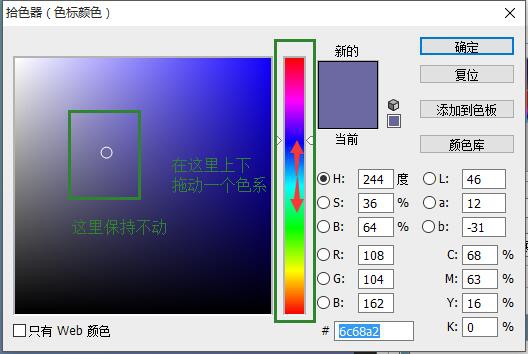 拾色器（色标颜色）
新的
当前
确定
复位
添加到色板
颜色库
在这里上下
拖动一个色系
这里保持不动
H: 244 度
S: 36 %
B: 64 %
R: 108
G: 104
B: 162
L: 46
a: 12
b: -31
C: 68 %
M: 63 %
Y: 16 %
K: 0 %
# 6c68a2
只有 Web 颜色